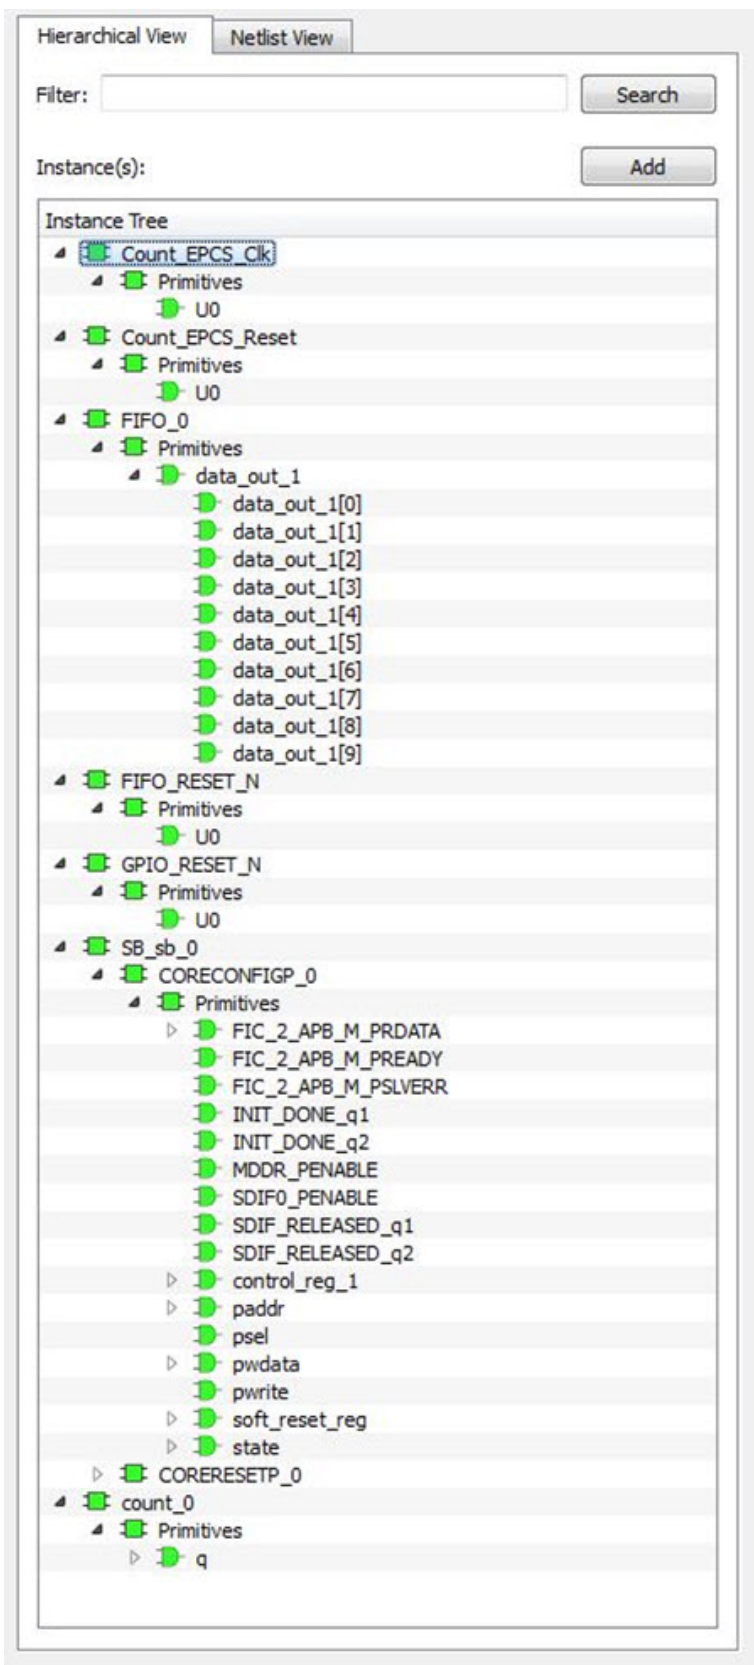 Hierarchical View
Netlist View
Filter:
Search
Instance(s):
Add
Instance Tree
Count_EPCS_Clk
Primitives
U0
Count_EPCS_Reset
Primitives
U0
FIFO_0
Primitives
data_out_1
data_out_1[0]
data_out_1[1]
data_out_1[2]
data_out_1[3]
data_out_1[4]
data_out_1[5]
data_out_1[6]
data_out_1[7]
data_out_1[8]
data_out_1[9]
FIFO_RESET_N
Primitives
U0
GPIO_RESET_N
Primitives
U0
SB_sb_0
CORECONFIGP_0
Primitives
FIC_2_APB_M_PRDATA
FIC_2_APB_M_PREADY
FIC_2_APB_M_PSLVERR
INIT_DONE_q1
INIT_DONE_q2
MDDR_PENABLE
SDIF0_PENABLE
SDIF_RELEASED_q1
SDIF_RELEASED_q2
control_reg_1
paddr
psel
pwdata
pwrite
soft_reset_reg
state
CORERESETP_0
count_0
Primitives
q